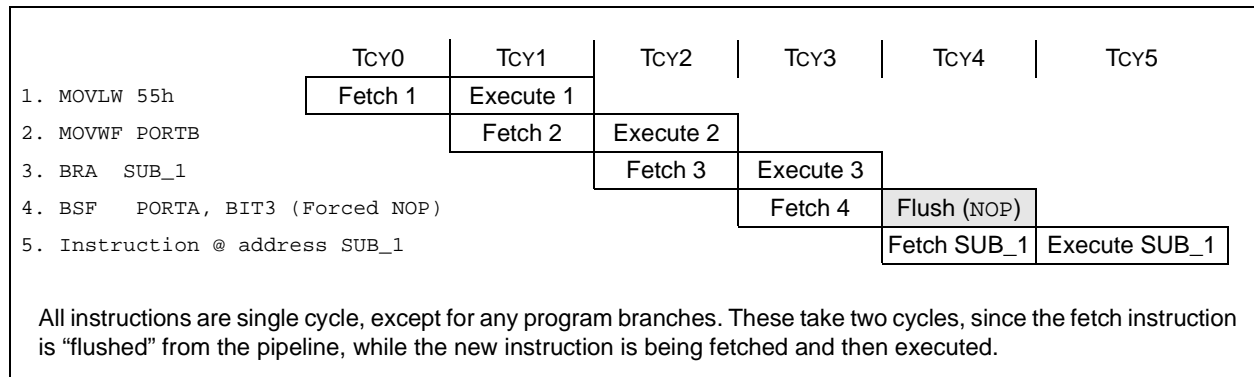 TCY0 TCY1 TCY2 TCY3 TCY4 TCY5
1. MOVLW 55h Fetch 1 Execute 1
2. MOVWF PORTB Fetch 2 Execute 2
3. BRA SUB_1 Fetch 3 Execute 3
4. BSF PORTA, BIT3 (Forced NOP) Fetch 4 Flush (NOP)
5. Instruction @ address SUB_1 Fetch SUB_1 Execute SUB_1
All instructions are single cycle, except for any program branches. These take two cycles, since the fetch instruction
is “flushed” from the pipeline, while the new instruction is being fetched and then executed.